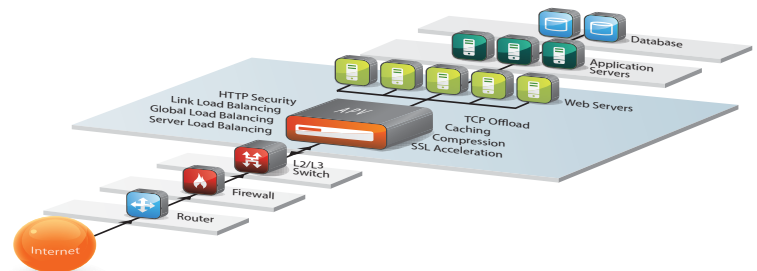 Database
Application
Servers
Web Servers
HTTP Security
Link Load Balancing
Global Load Balancing
Server Load Balancing
APV
TCP Offload
Caching
Compression
SSL Acceleration
L2/L3
Switch
Firewall
Router
Internet